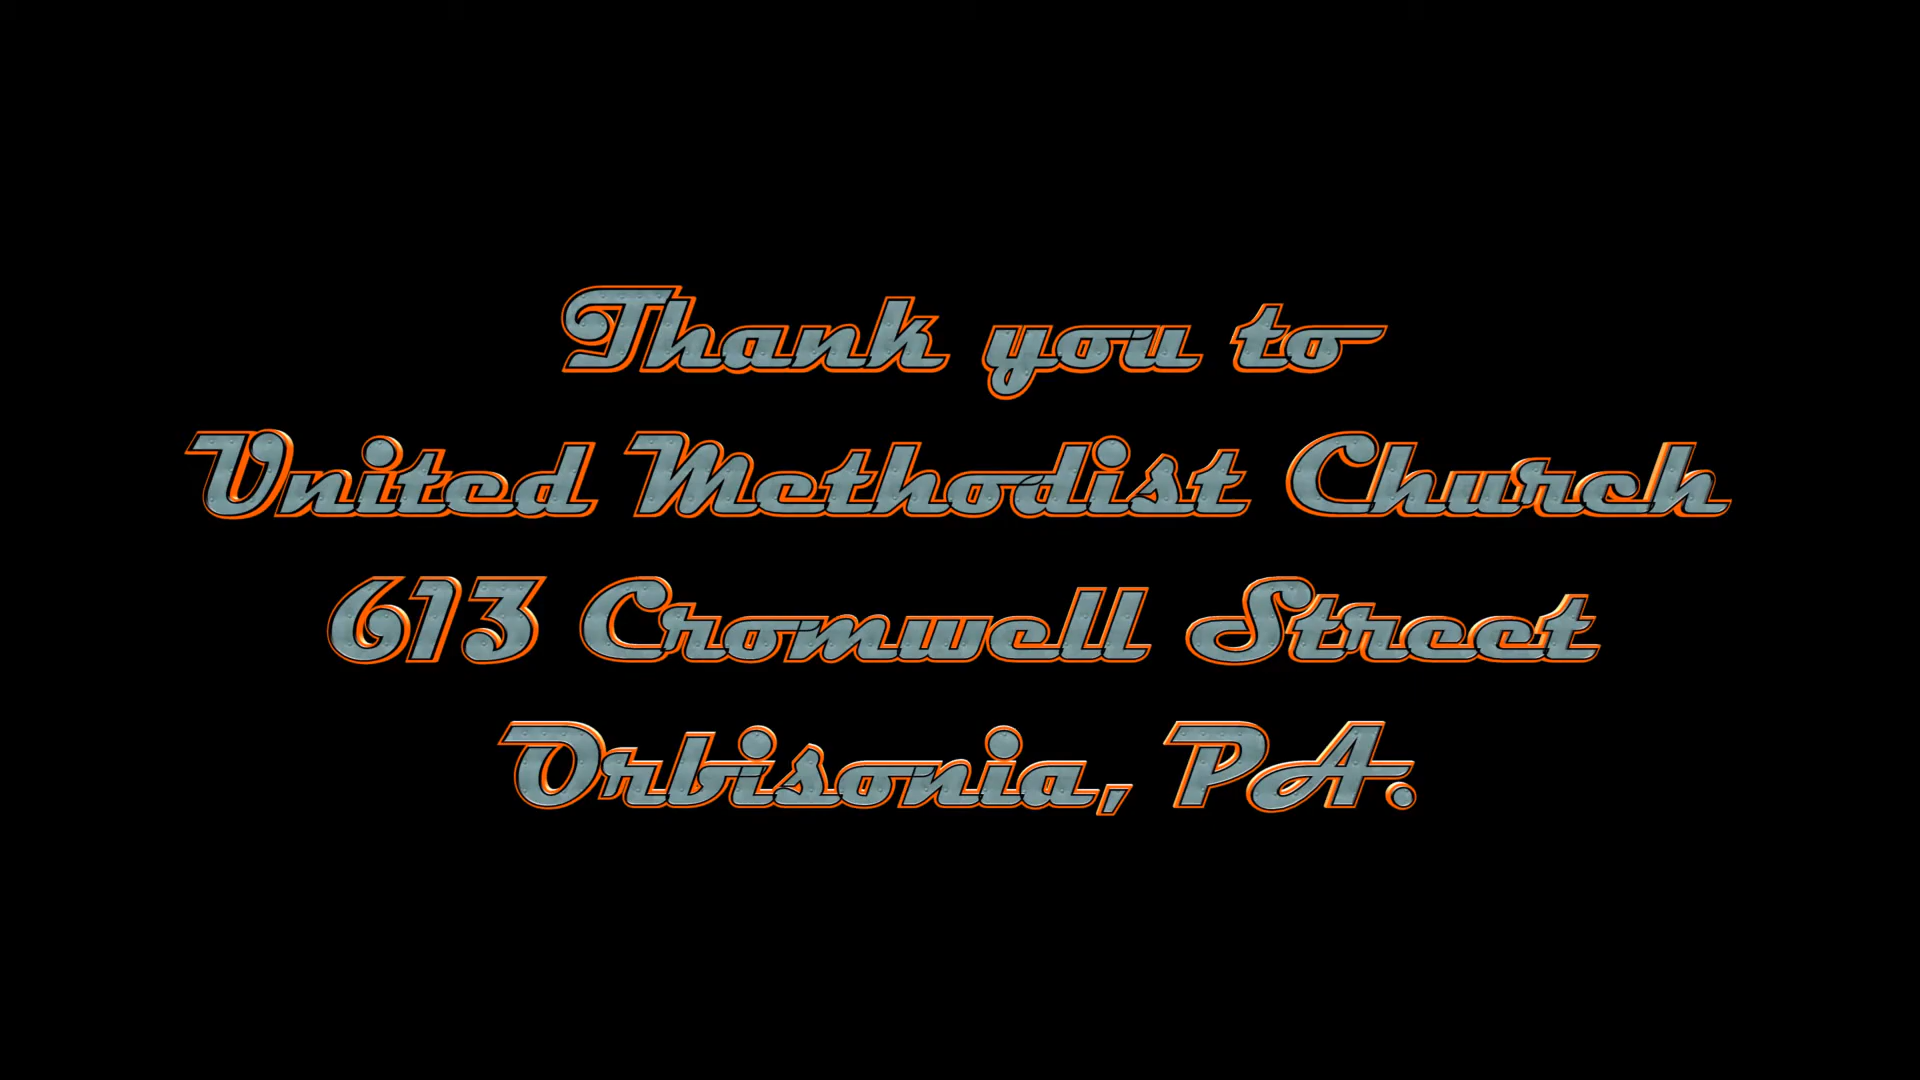 Thank you to
United Methodist Church
613 Cromwell Street
Orbisonia, PA.